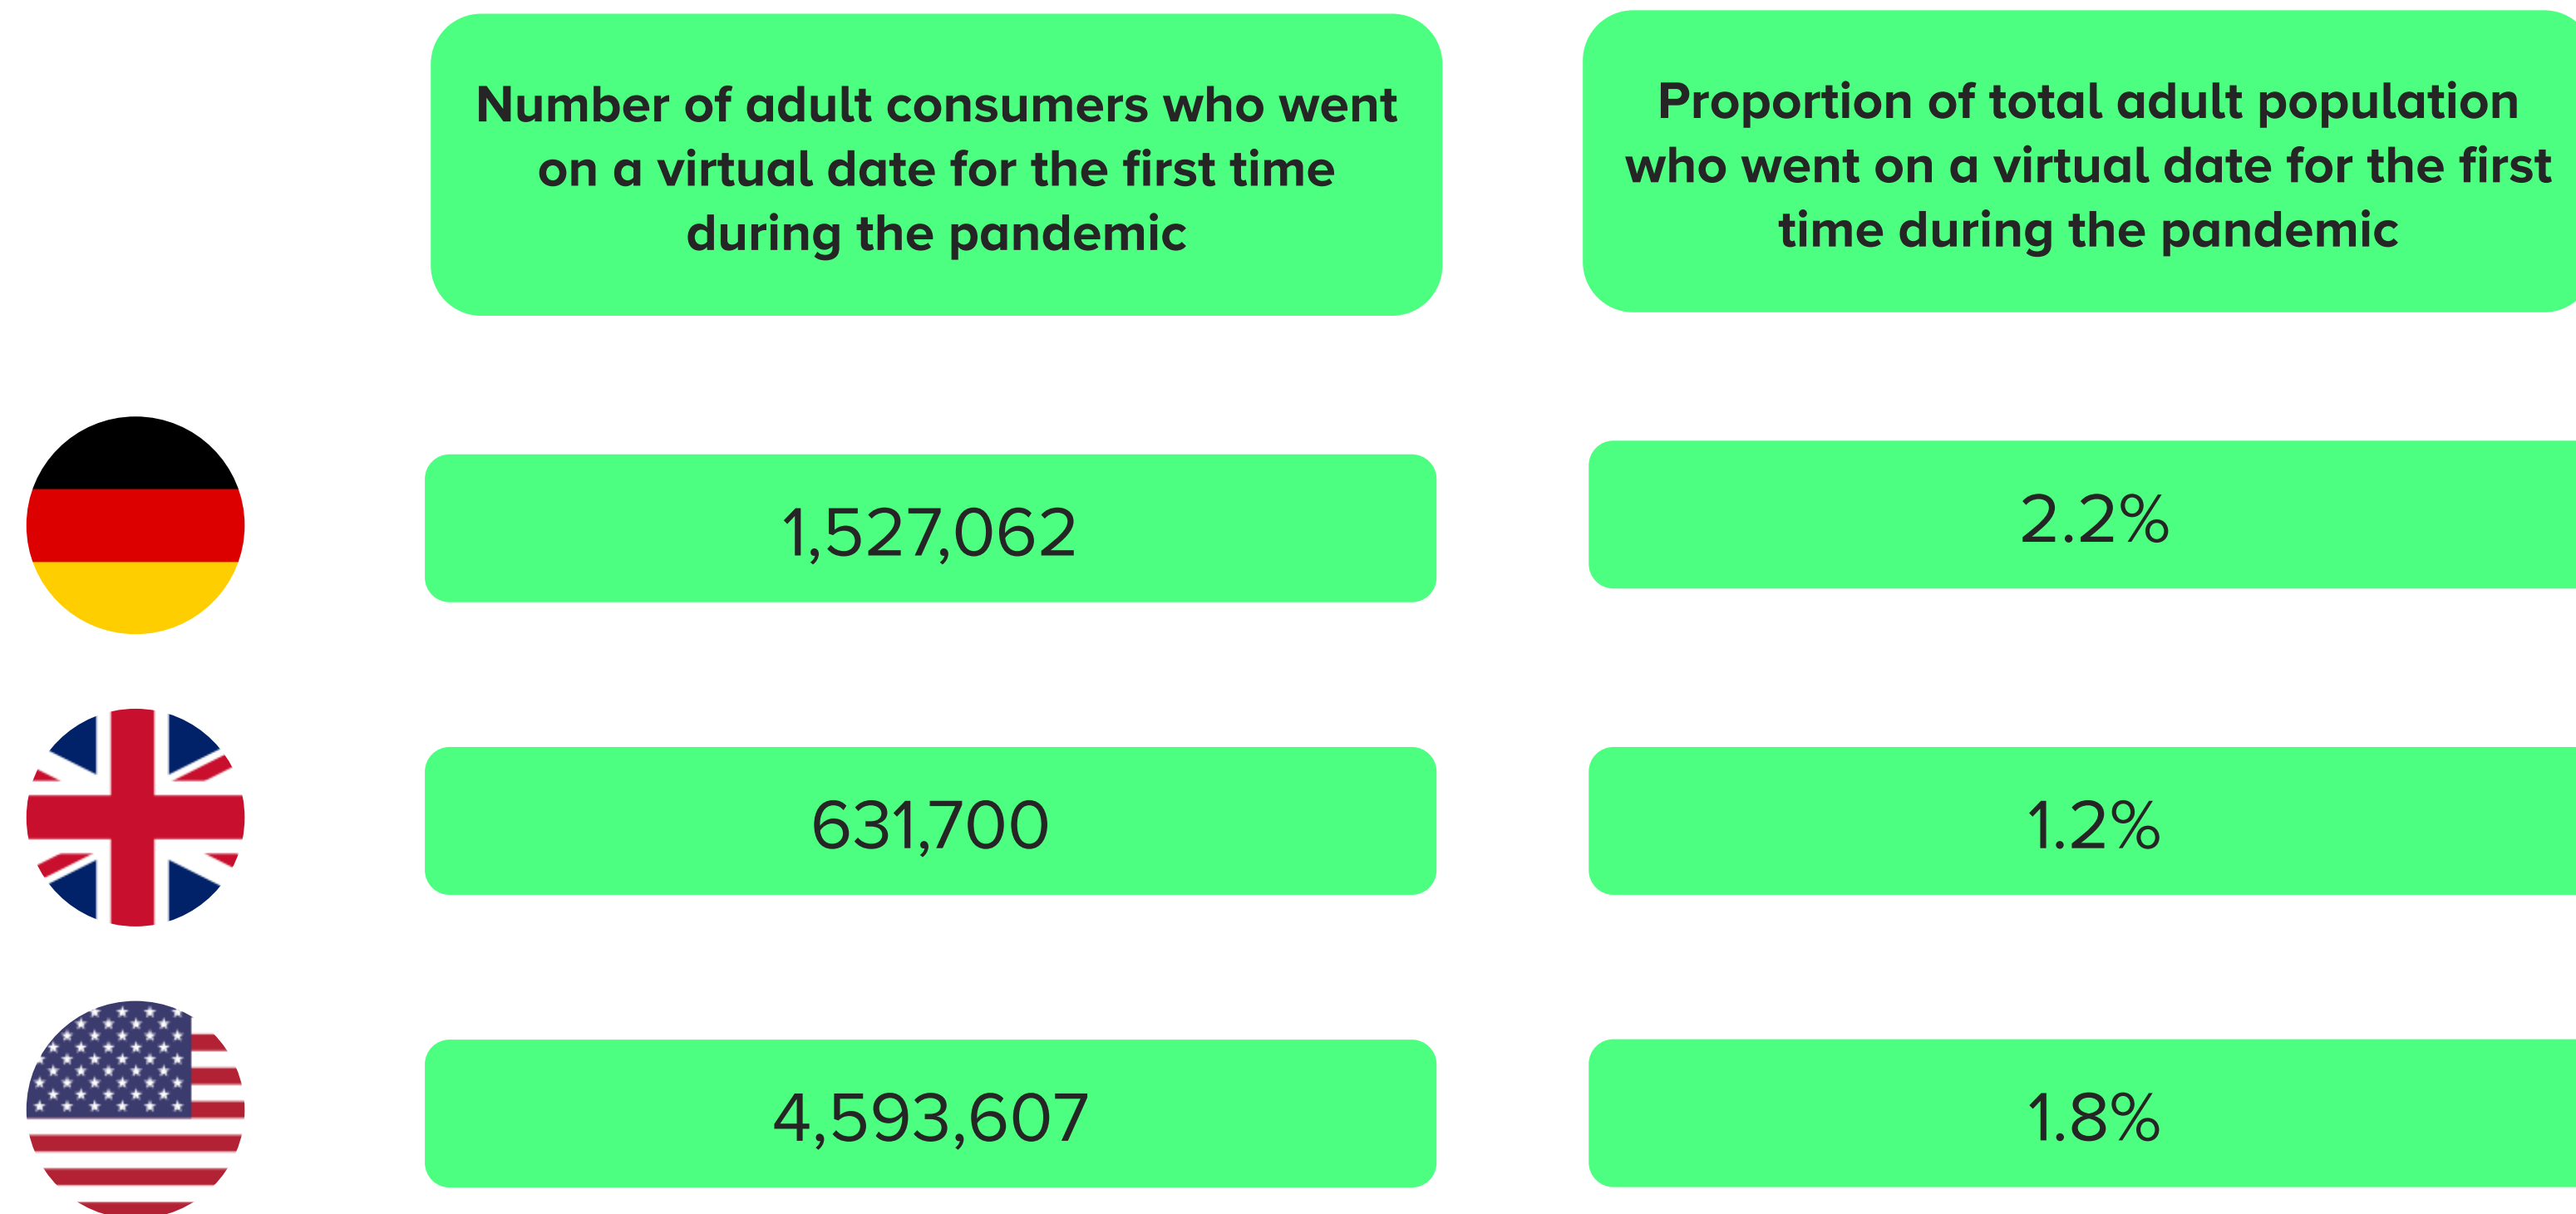 Number of adult consumers who went
on a virtual date for the first time
during the pandemic
Proportion of total adult population
who went on a virtual date for the first
time during the pandemic
1,527,062
2.2%
631,700
1.2%
4,593,607
1.8%